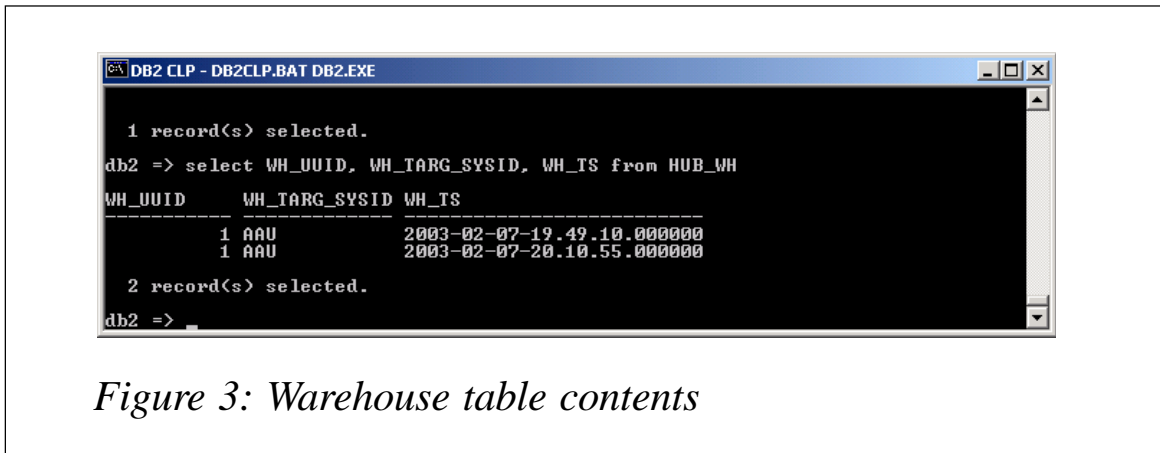 DB2 CLP - DB2CLP.BAT DB2.EXE
1 record(s) selected.
db2 => select WH_UUID, WH_TARG_SYSID, WH_TS from HUB_WH
WH_UUID WH_TARG_SYSID WH_TS
----------- ------------- --------------------------
1 AAU 2003-02-07-19.49.10.000000
1 AAU 2003-02-07-20.10.55.000000
2 record(s) selected.
db2 => _
Figure 3: Warehouse table contents